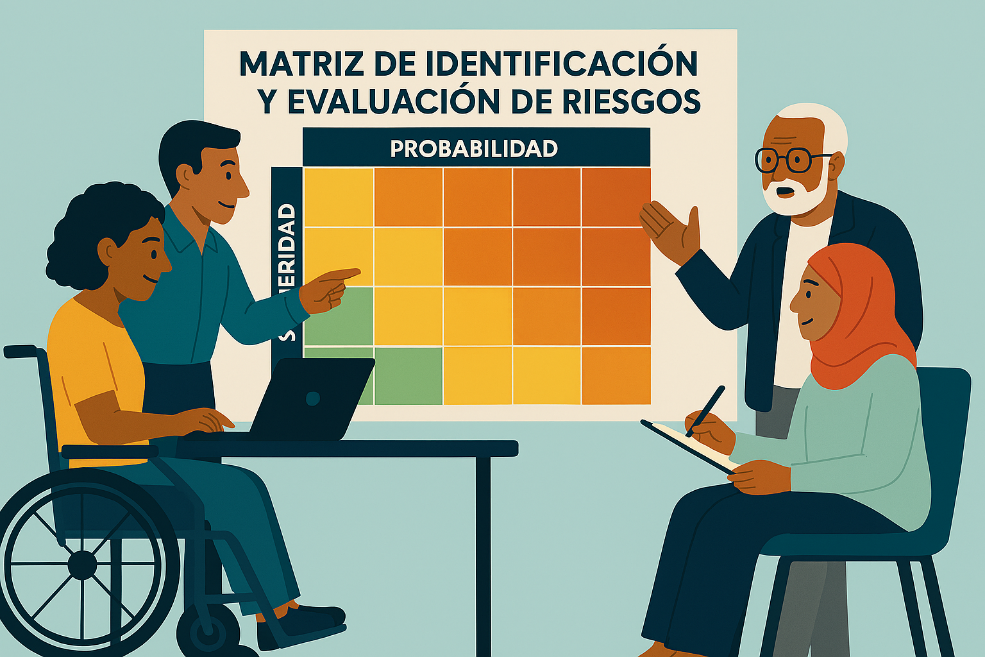 MATRIZ DE IDENTIFICACIÓN
Y EVALUACIÓN DE RIESGOS
PROBABILIDAD